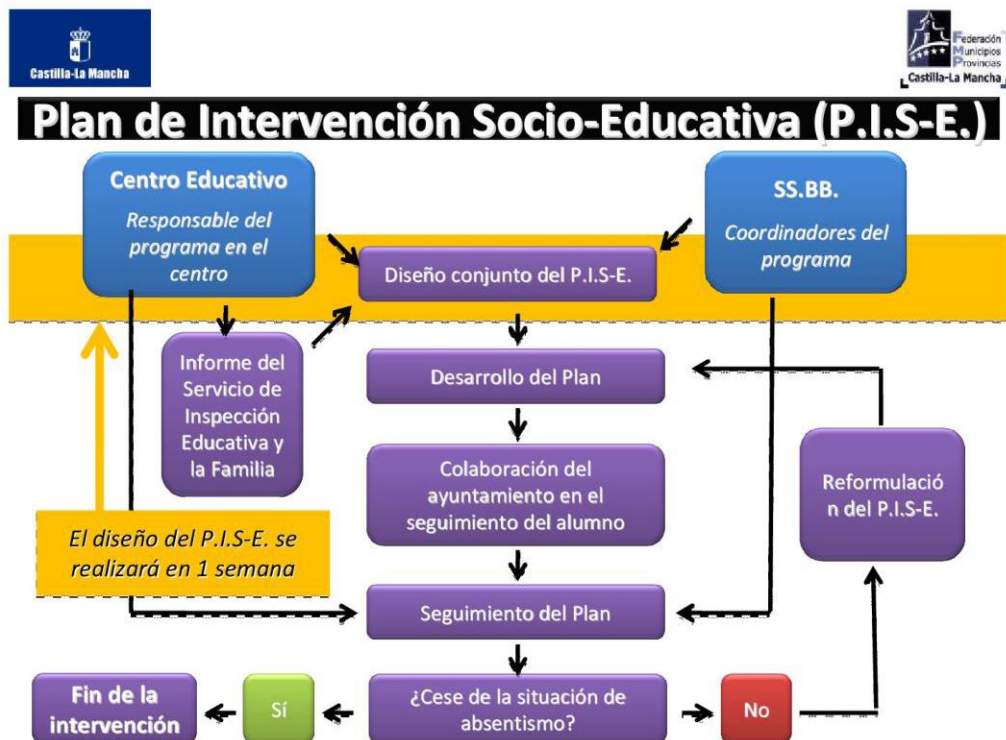 Castilla-La Mancha
Federación
Municipios
Provincias
Castilla-La Mancha
Plan de Intervención Socio-Educativa (P.I.S-E.)
Centro Educativo
Responsable del
programa en el
centro
SS.BB.
Coordinadores del
programa
Diseño conjunto del P.I.S-E.
Informe del
Servicio de
Inspección
Educativa y
la Familia
Desarrollo del Plan
Colaboración del
ayuntamiento en el
seguimiento del alumno
Reformulació
n del P.I.S-E.
El diseño del P.I.S-E. se
realizará en 1 semana
Seguimiento del Plan
Fin de la
intervención
Sí
¿Cese de la situación de
absentismo?
No